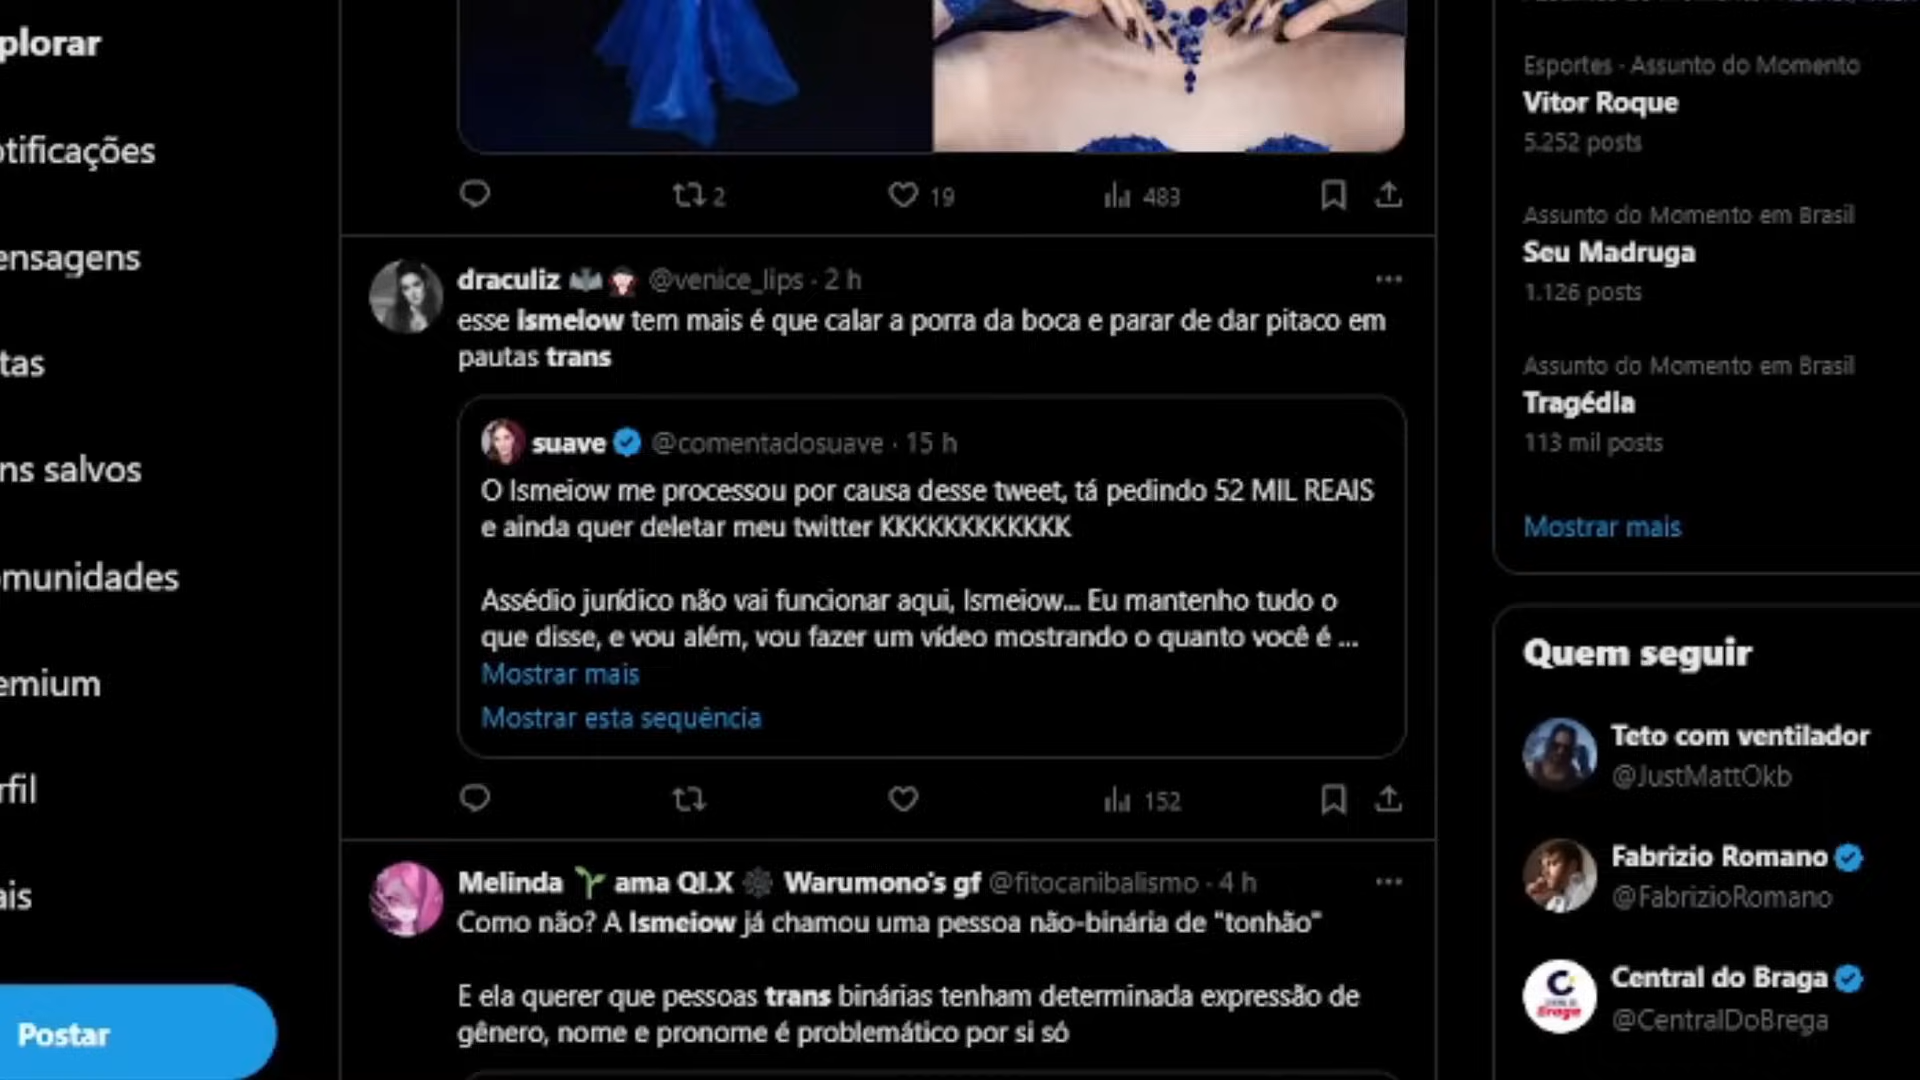 plorar
otificações
ensagens
tas
ns salvos
omunidades
emium
rfil
ais
Postar
2
19
483
draculiz @venice_lips · 2 h
esse Ismeiow tem mais é que calar a porra da boca e parar de dar pitaco em
pautas trans
suave @comentadosuave · 15 h
O Ismeiow me processou por causa desse tweet, tá pedindo 52 MIL REAIS
e ainda quer deletar meu twitter KKKKKKKKKKKK
Assédio jurídico não vai funcionar aqui, Ismeiow... Eu mantenho tudo o
que disse, e vou além, vou fazer um vídeo mostrando o quanto você é ...
Mostrar mais
Mostrar esta sequência
152
Melinda ama QI.X Warumono's gf @fitocanibalismo · 4 h
Como não? A Ismeiow já chamou uma pessoa não-binária de "tonhão"
E ela querer que pessoas trans binárias tenham determinada expressão de
gênero, nome e pronome é problemático por si só
Esportes · Assunto do Momento
Vitor Roque
5.252 posts
Assunto do Momento em Brasil
Seu Madruga
1.126 posts
Assunto do Momento em Brasil
Tragédia
113 mil posts
Mostrar mais
Quem seguir
Teto com ventilador
@JustMattOkb
Fabrizio Romano
@FabrizioRomano
Central do Braga
@CentralDoBrega